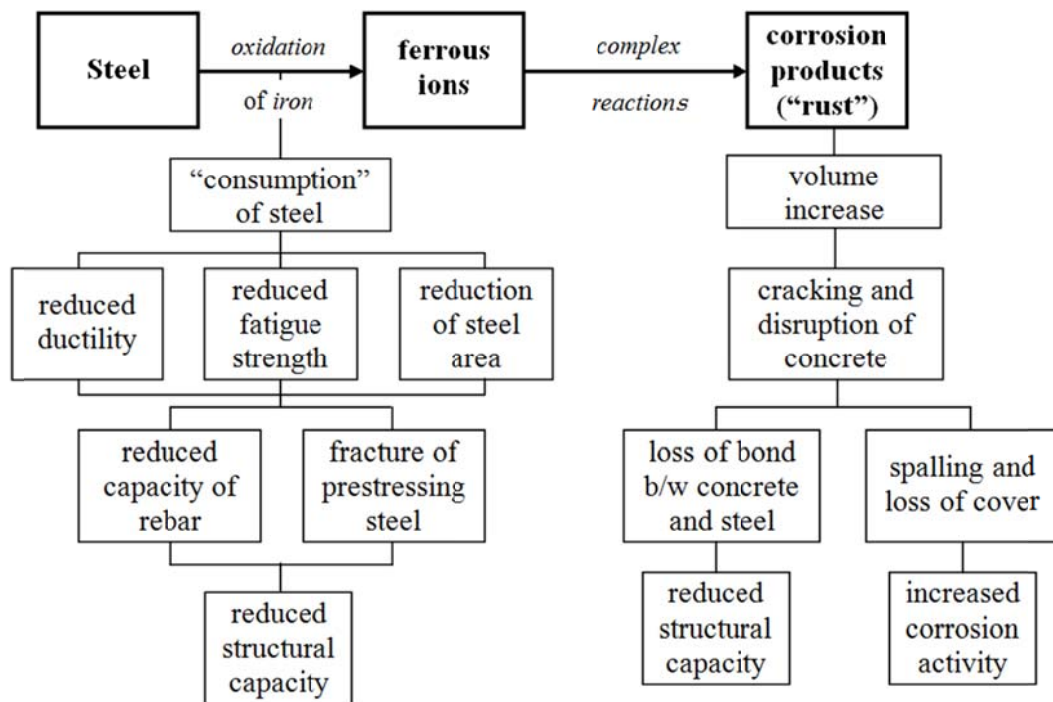 Steel
oxidation
of iron
ferrous
ions
complex
reactions
corrosion
products
(“rust”)
“consumption”
of steel
volume
increase
reduced
ductility
reduced
fatigue
strength
reduction
of steel
area
cracking and
disruption of
concrete
reduced
capacity of
rebar
fracture of
prestressing
steel
loss of bond
b/w concrete
and steel
spalling and
loss of cover
reduced
structural
capacity
reduced
structural
capacity
increased
corrosion
activity